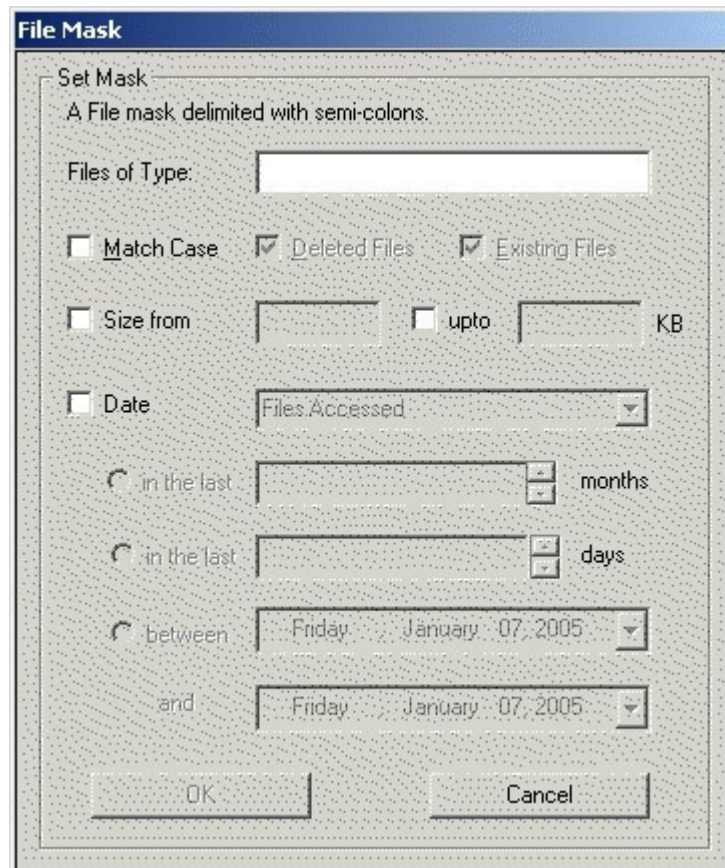 File Mask
Set Mask
A File mask delimited with semi-colons.
Files of Type:
Match Case Deleted Files Existing Files
Size from upto KB
Date Files Accessed
in the last months
in the last days
between Friday , January 07, 2005
and Friday , January 07, 2005
OK Cancel